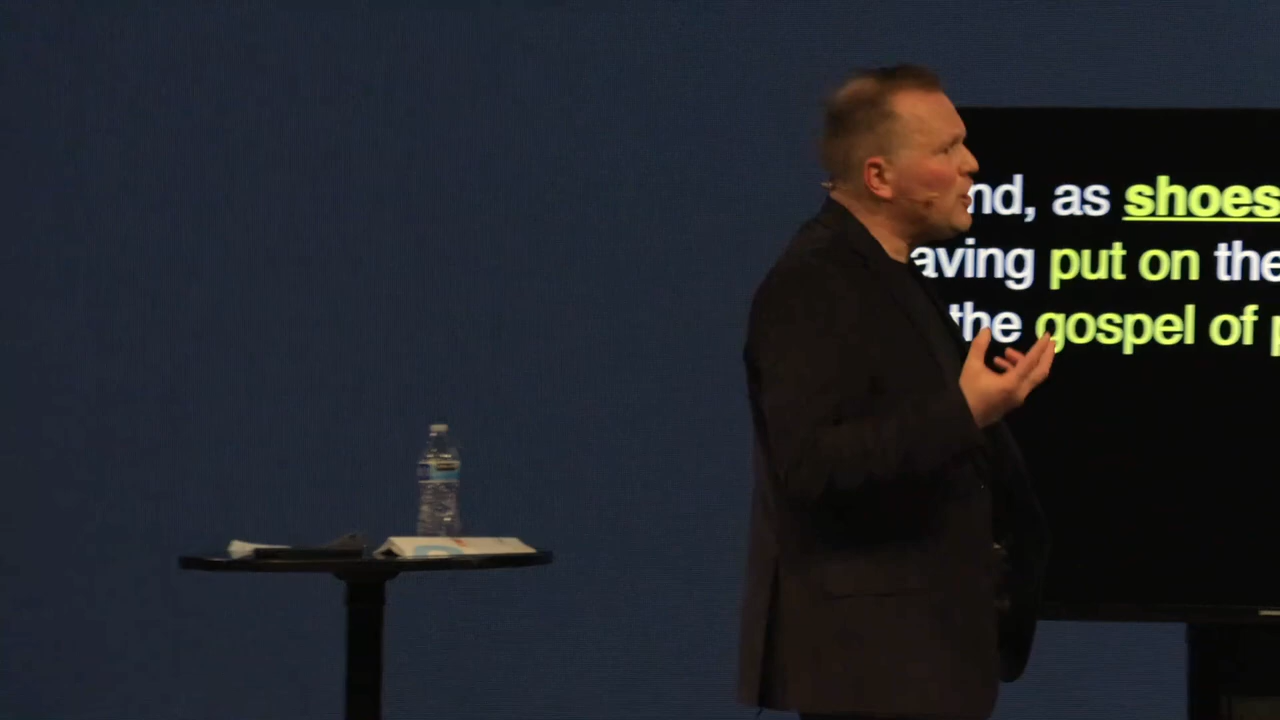 nd, as shoes
aving put on the
the gospel of p